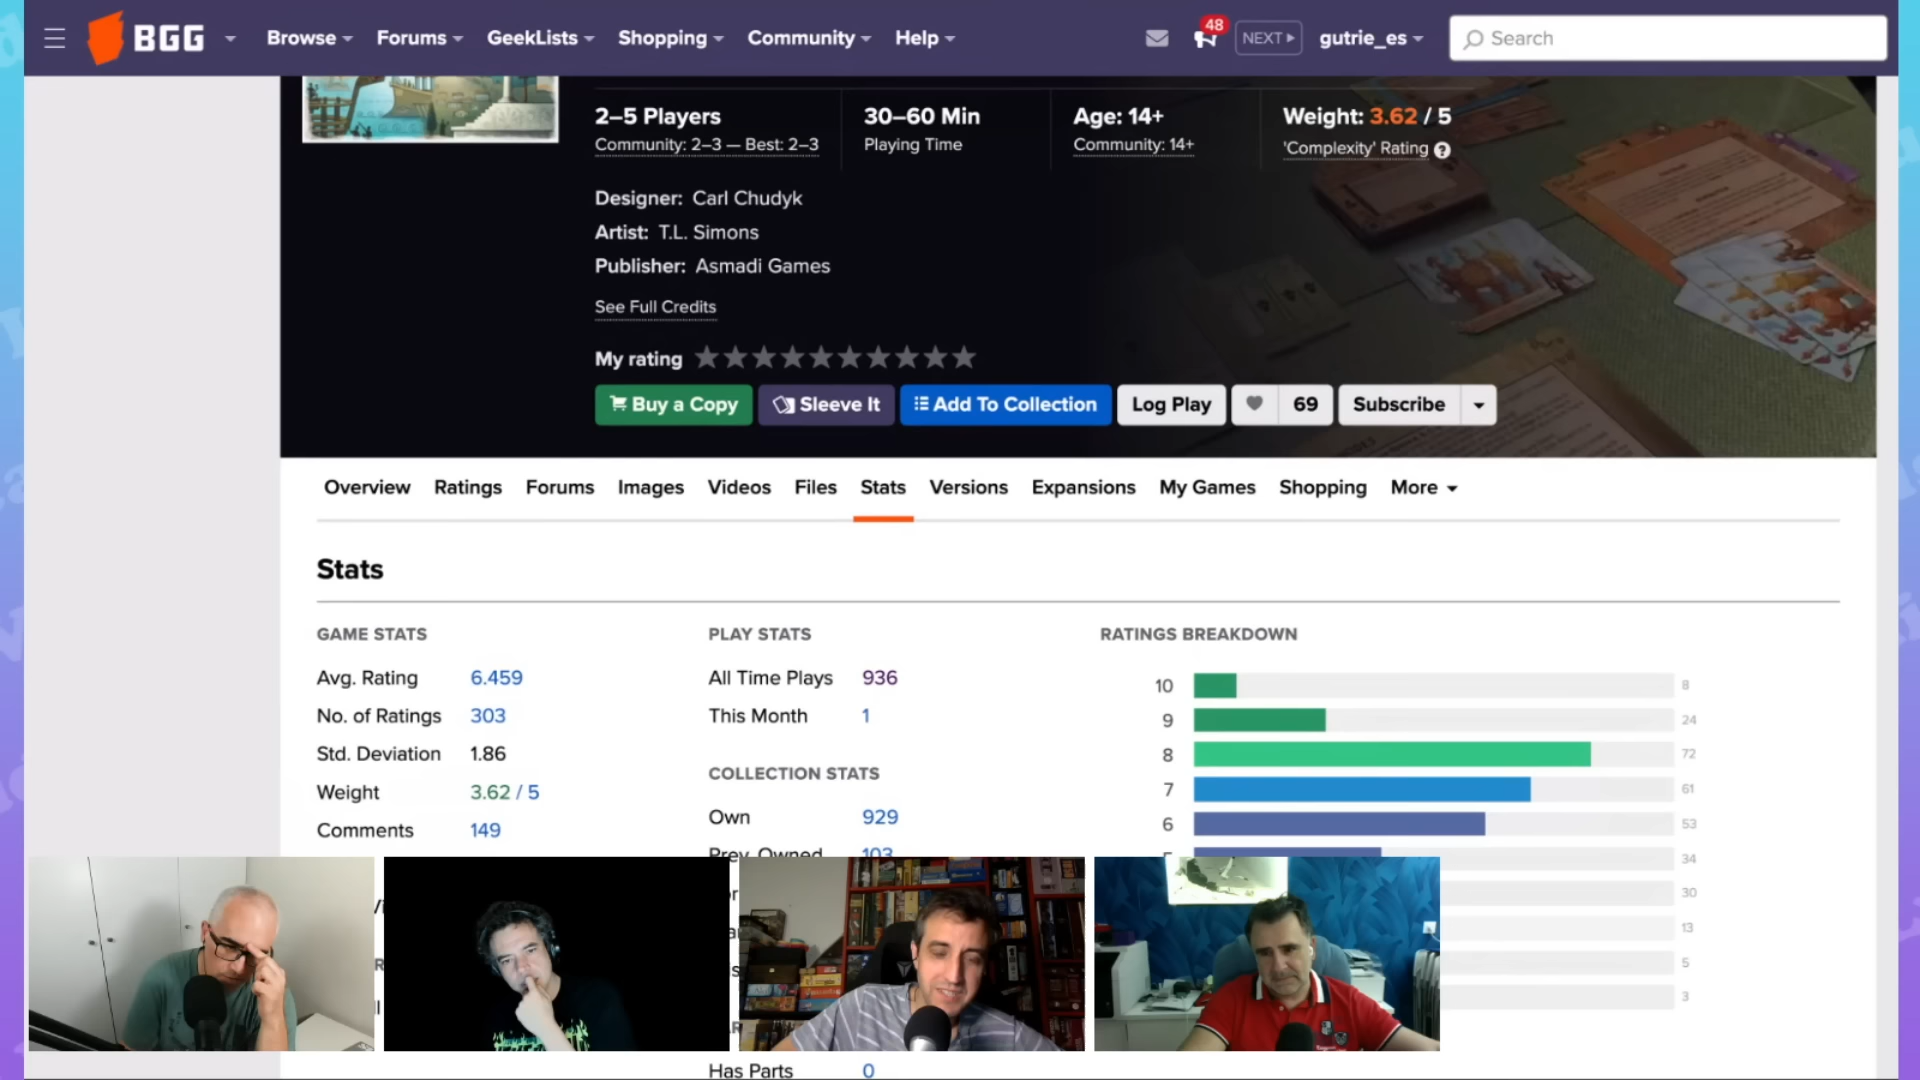 BGG Browse Forums GeekLists Shopping Community Help 48 NEXT gutrie_es Search
2–5 Players 30–60 Min Age: 14+ Weight: 3.62 / 5
Community: 2–3 — Best: 2–3 Playing Time Community: 14+ 'Complexity' Rating
Designer: Carl Chudyk
Artist: T.L. Simons
Publisher: Asmadi Games
See Full Credits
My rating
Buy a Copy Sleeve It Add To Collection Log Play 69 Subscribe
Overview Ratings Forums Images Videos Files Stats Versions Expansions My Games Shopping More
Stats
GAME STATS PLAY STATS RATINGS BREAKDOWN
Avg. Rating 6.459 All Time Plays 936 10 8
No. of Ratings 303 This Month 1 9 24
Std. Deviation 1.86 8 72
COLLECTION STATS
Weight 3.62 / 5 7 61
Comments 149 Own 929 6 53
Prev. Owned 103 34
30
13
5
3
Has Parts 0